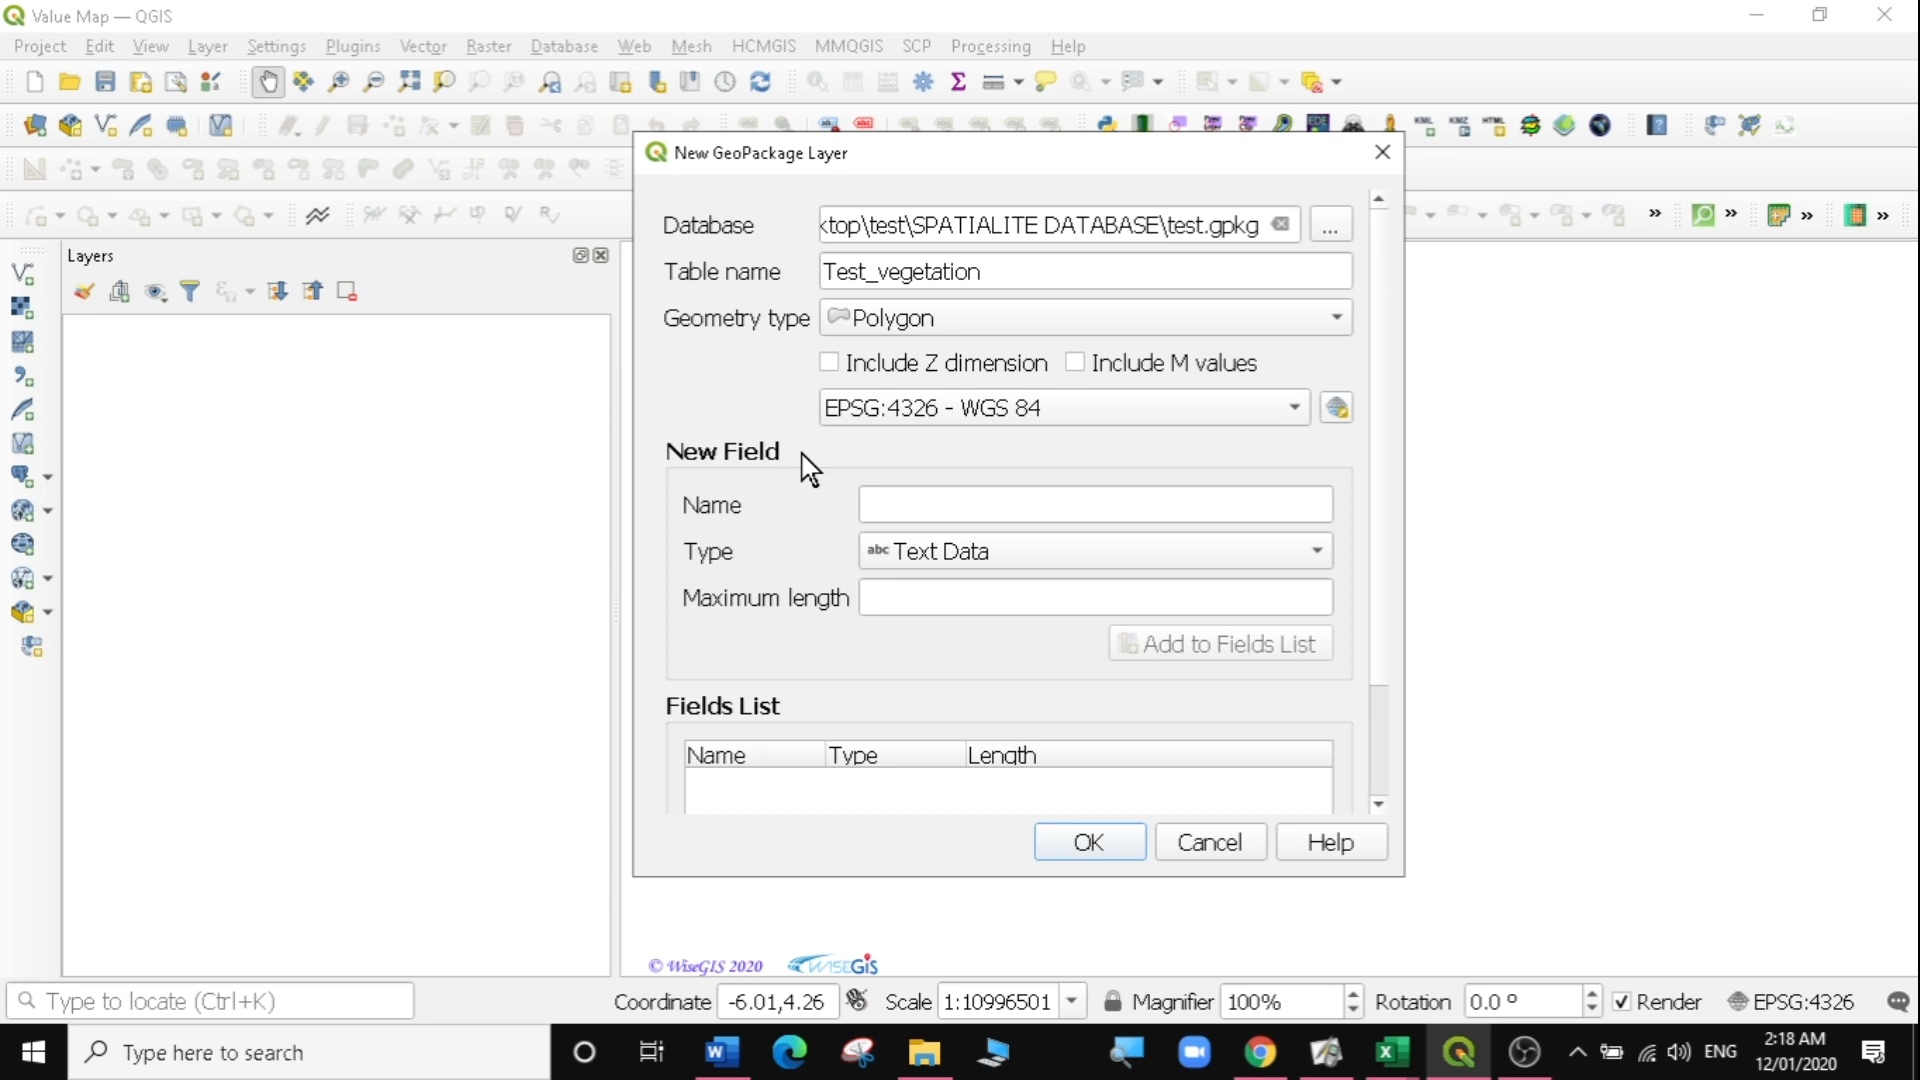 Value Map — QGIS
Project Edit View Layer Settings Plugins Vector Raster Database Web Mesh HCMGIS MMQGIS SCP Processing Help
New GeoPackage Layer
Database ktop\test\SPATIALITE DATABASE\test.gpkg ...
Table name Test_vegetation
Geometry type Polygon
Include Z dimension Include M values
EPSG:4326 - WGS 84
New Field
Name
Type abc Text Data
Maximum length
Add to Fields List
Fields List
Name Type Length
OK Cancel Help
Layers
© WiseGIS 2020 WISEGIS
Type to locate (Ctrl+K) Coordinate -6.01,4.26 Scale 1:10996501 Magnifier 100% Rotation 0.0 ° Render EPSG:4326
Type here to search ENG 2:18 AM
12/01/2020